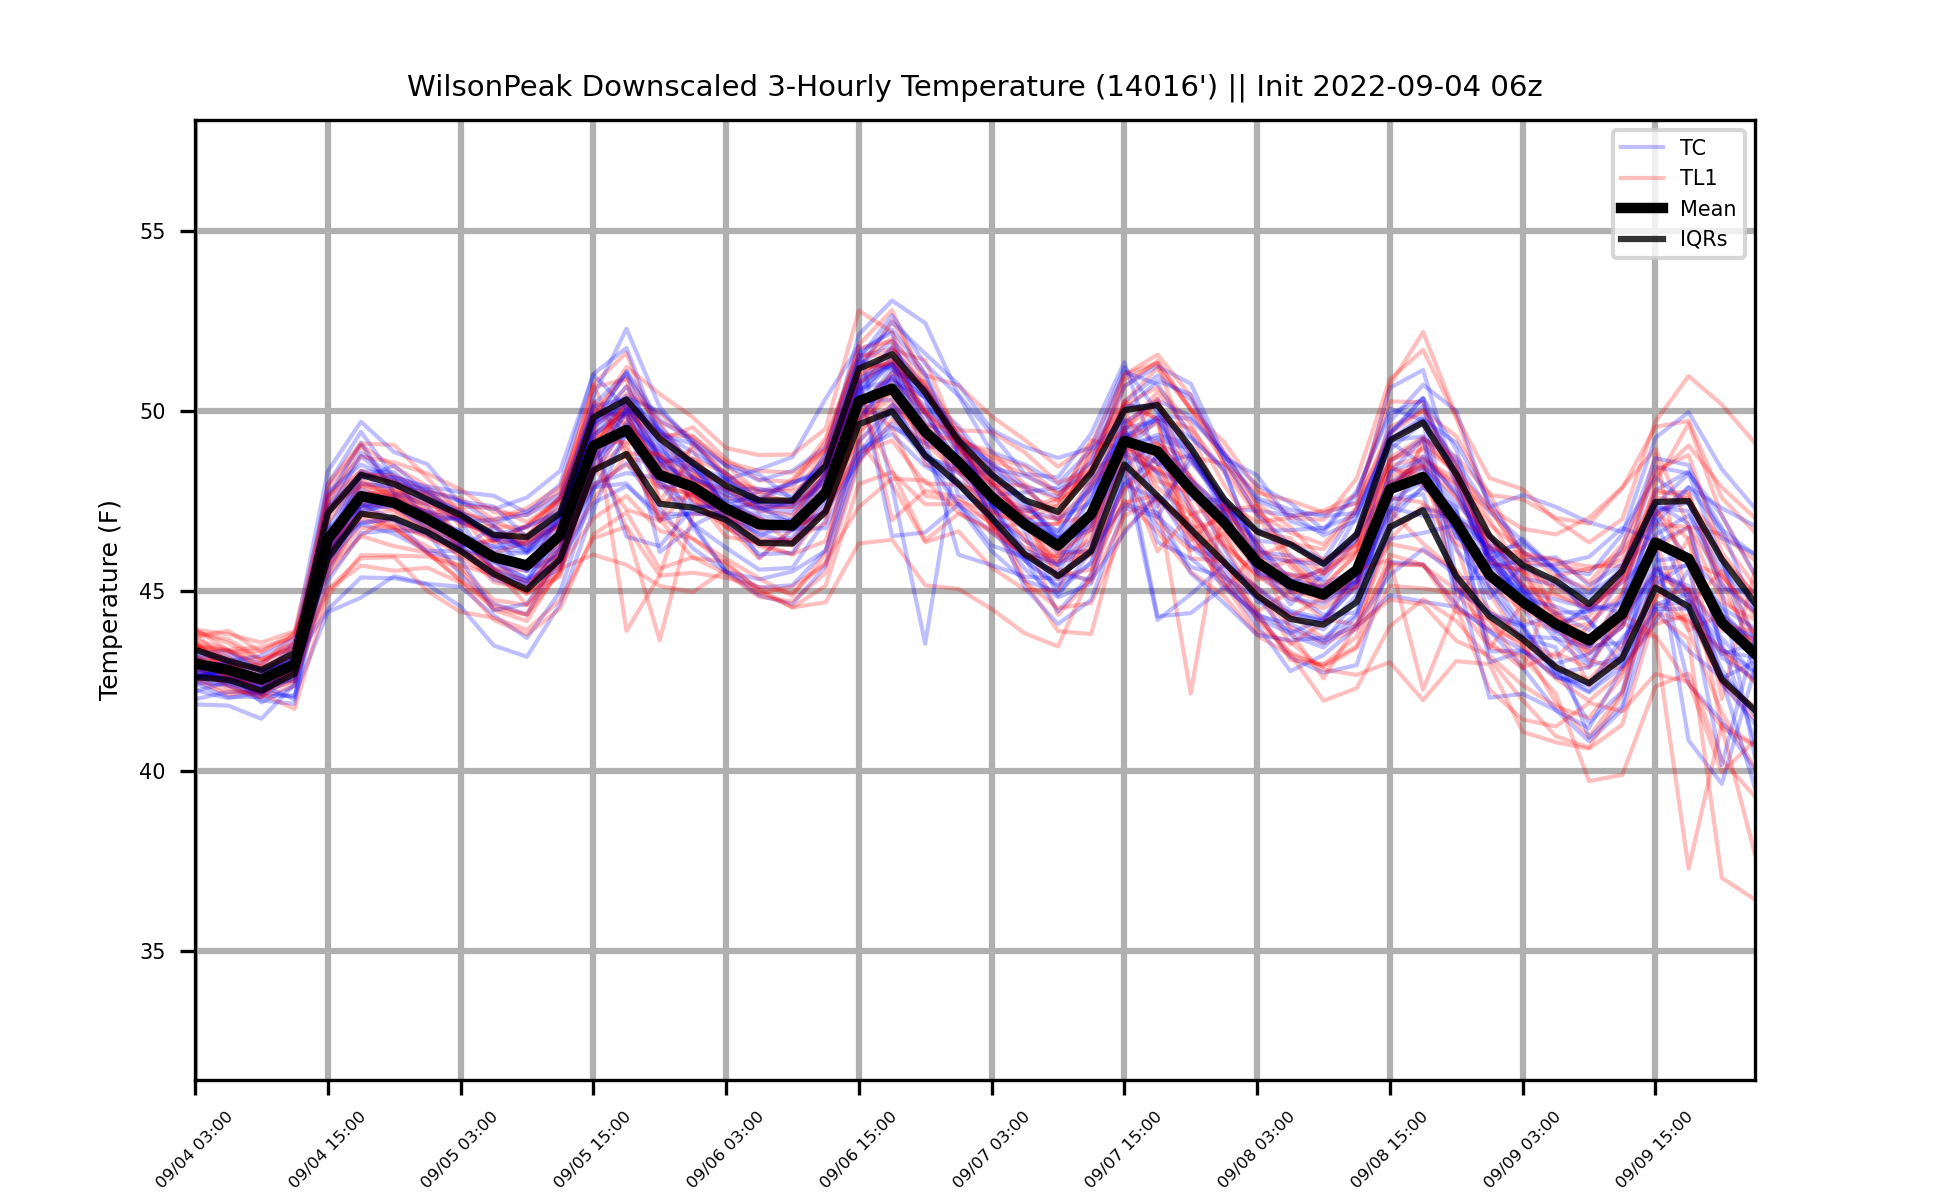 WilsonPeak Downscaled 3-Hourly Temperature (14016') || Init 2022-09-04 06z
TC
TL1
Mean
IQRs
Temperature (F)
55
50
45
40
35
09/04 03:00
09/04 15:00
09/05 03:00
09/05 15:00
09/06 03:00
09/06 15:00
09/07 03:00
09/07 15:00
09/08 03:00
09/08 15:00
09/09 03:00
09/09 15:00